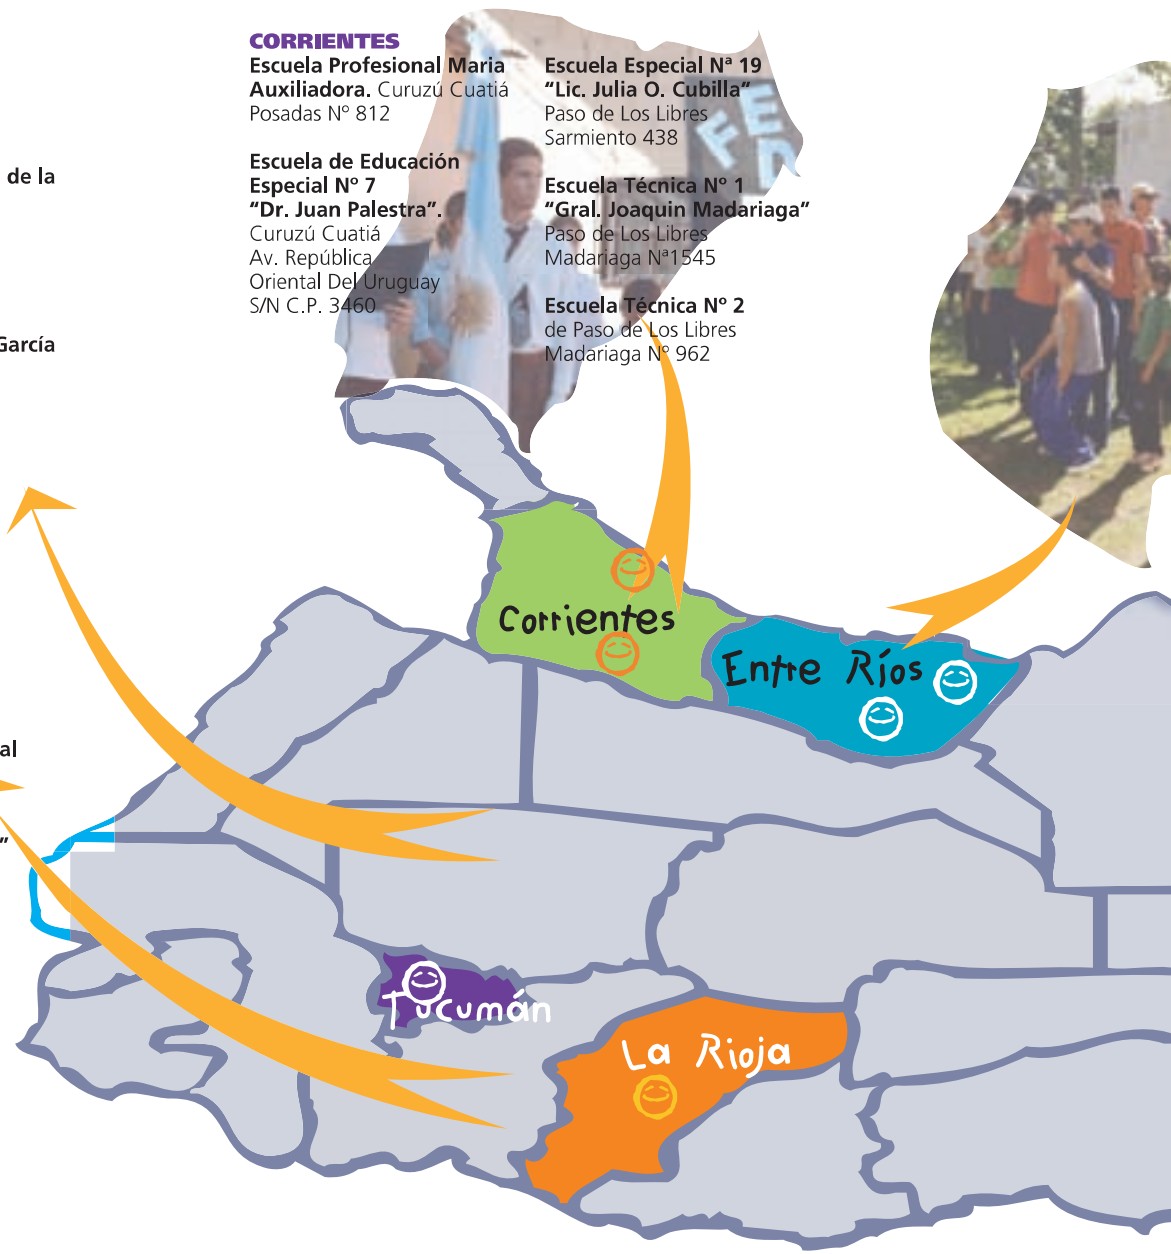 de la
García
al
”
CORRIENTES
Escuela Profesional Maria
Auxiliadora. Curuzú Cuatiá
Posadas Nº 812
Escuela de Educación
Especial Nº 7
“Dr. Juan Palestra”.
Curuzú Cuatiá
Av. República
Oriental Del Uruguay
S/N C.P. 3460
Escuela Especial Nª 19
“Lic. Julia O. Cubilla”
Paso de Los Libres
Sarmiento 438
Escuela Técnica Nº 1
“Gral. Joaquin Madariaga”
Paso de Los Libres
Madariaga Nª1545
Escuela Técnica Nº 2
de Paso de Los Libres
Madariaga Nº 962
Corrientes
Entre Ríos
Tucumán
La Rioja